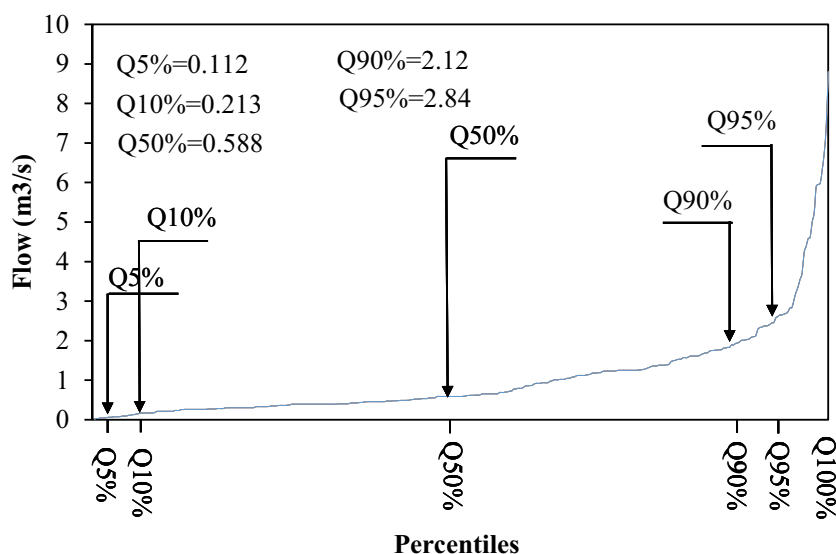 10
9
8
7
6
5
4
3
2
1
0
Flow (m3/s)
Q5%=0.112
Q10%=0.213
Q50%=0.588
Q90%=2.12
Q95%=2.84
Q5%
Q10%
Q50%
Q90%
Q95%
Q5%
Q10%
Q50%
Q90%
Q95%
Q100%
Percentiles